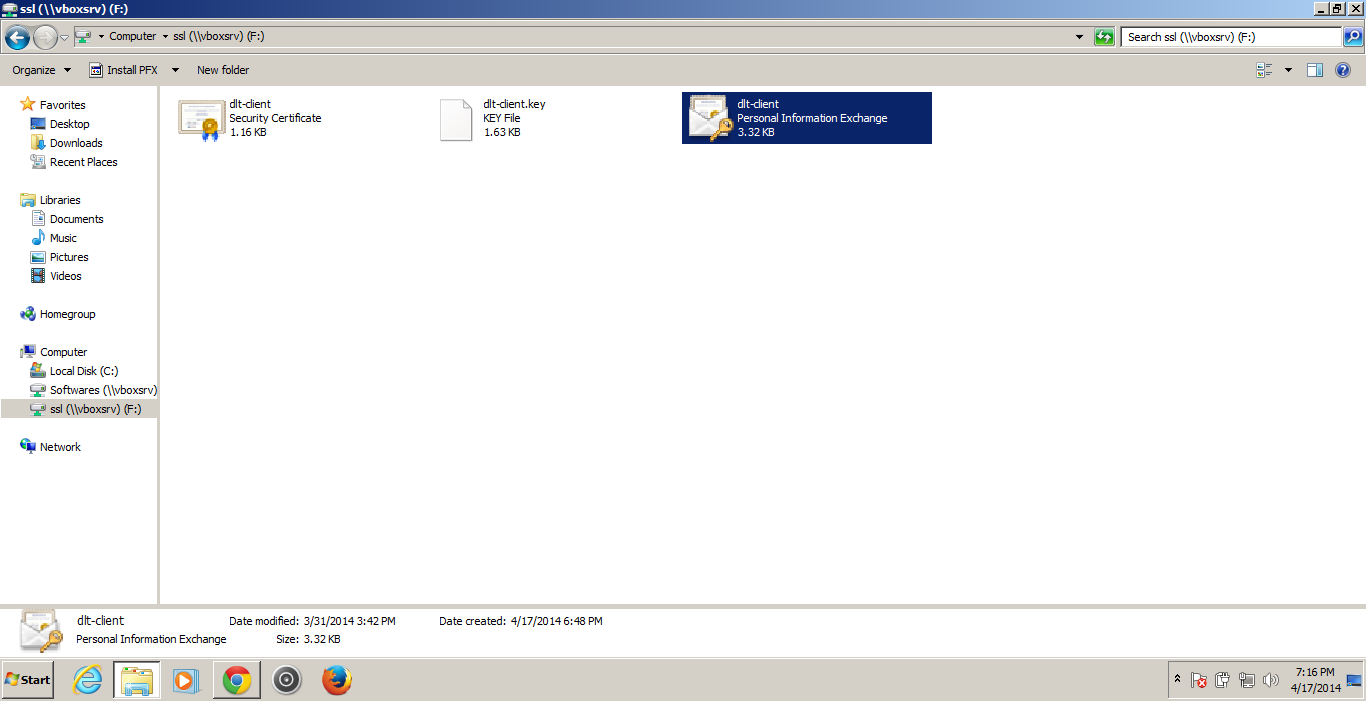 ssl (\\vboxsrv) (F:)
Computer ssl (\\vboxsrv) (F:)
Search ssl (\\vboxsrv) (F:)
Organize Install PFX New folder
Favorites
Desktop
Downloads
Recent Places
Libraries
Documents
Music
Pictures
Videos
Homegroup
Computer
Local Disk (C:)
Softwares (\\vboxsrv)
ssl (\\vboxsrv) (F:)
Network
dlt-client
Security Certificate
1.16 KB
dlt-client.key
KEY File
1.63 KB
dlt-client
Personal Information Exchange
3.32 KB
dlt-client Date modified: 3/31/2014 3:42 PM Date created: 4/17/2014 6:48 PM
Personal Information Exchange Size: 3.32 KB
Start
7:16 PM
4/17/2014